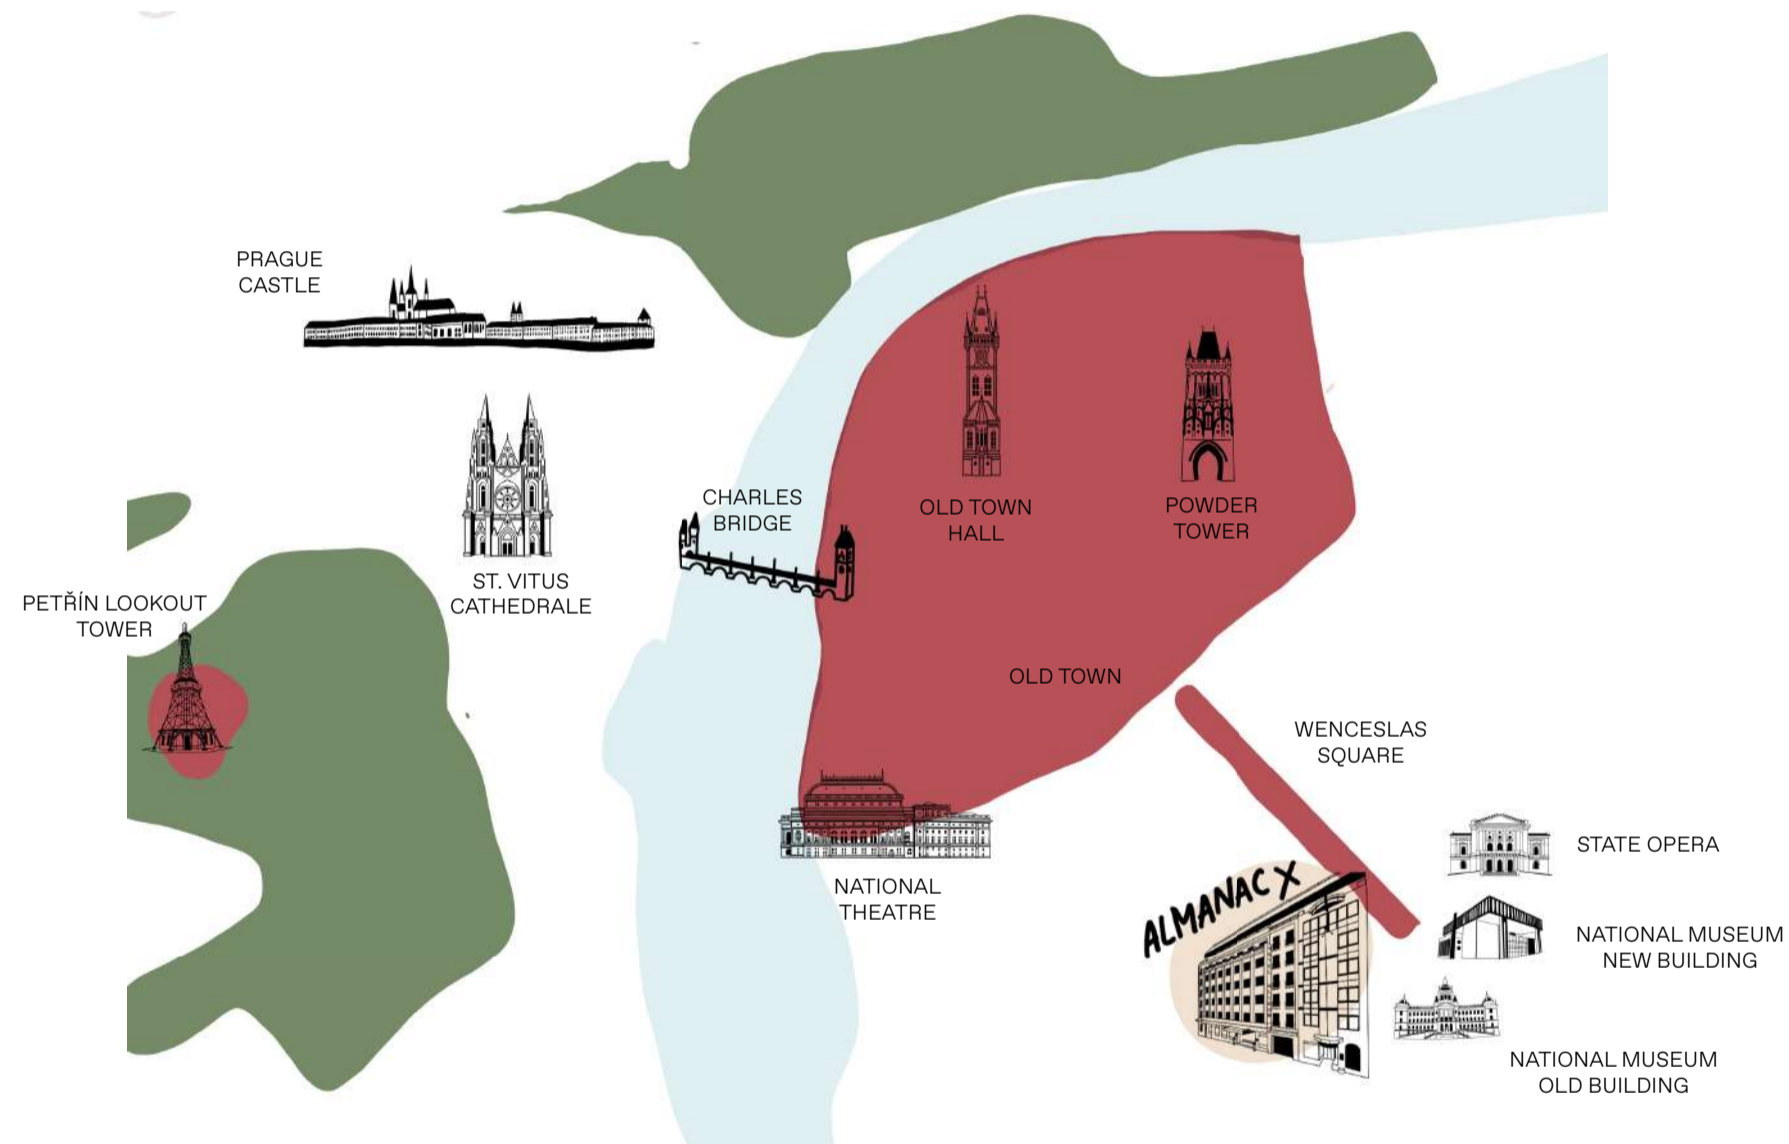 PRAGUE
CASTLE
CHARLES
BRIDGE
OLD TOWN
HALL
POWDER
TOWER
ST. VITUS
CATHEDRALE
PETŘÍN LOOKOUT
TOWER
OLD TOWN
WENCESLAS
SQUARE
STATE OPERA
NATIONAL
THEATRE
ALMANAC X
NATIONAL MUSEUM
NEW BUILDING
NATIONAL MUSEUM
OLD BUILDING